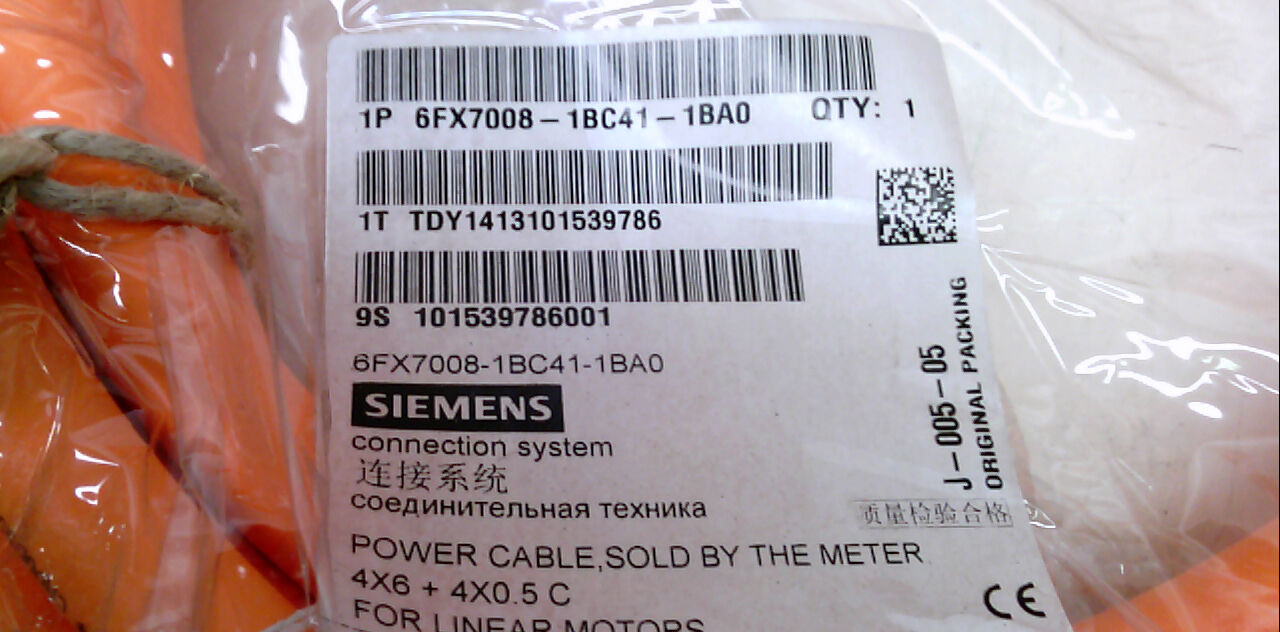 1P 6FX7008-1BC41-1BA0 QTY: 1
1T TDY1413101539786
9S 101539786001
6FX7008-1BC41-1BA0
SIEMENS
connection system
连接系统
соединительная техника
J-005-05
ORIGINAL PACKING
质量检验合格
POWER CABLE,SOLD BY THE METER
4X6 + 4X0.5 C
CE
FOR LINEAR MOTORS